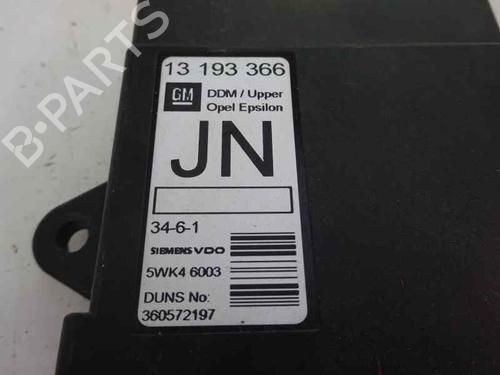 13 193 366
GM
DDM / Upper
Opel Epsilon
JN
34-6-1
SIEMENS VDO
5WK4 6003
DUNS No:
360572197
B-PARTS